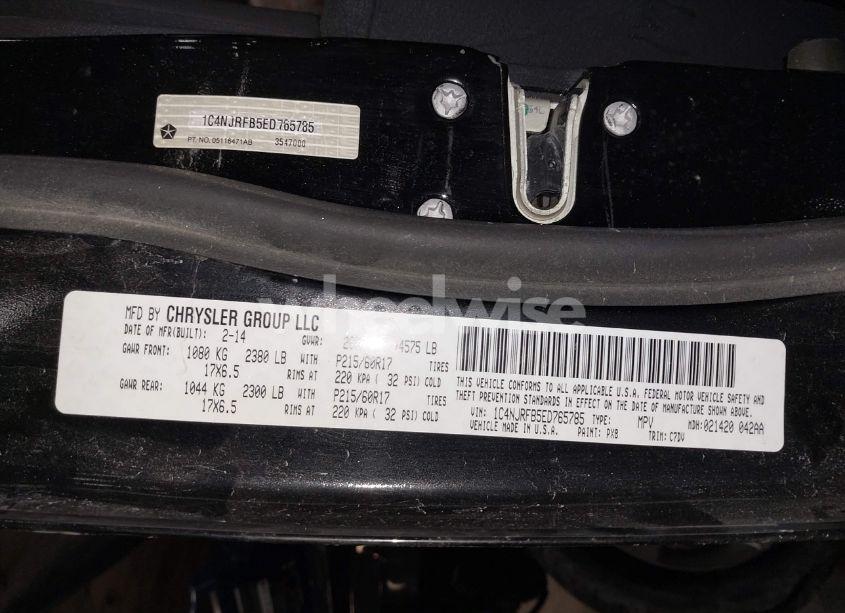 1C4NJRFB5ED765785
PT. NO. 05116471AB 3547000
wheelwise
MFD BY CHRYSLER GROUP LLC
DATE OF MFR(BUILT): 2-14 GVWR: 4575 LB
GAWR FRONT: 1080 KG 2380 LB WITH P215/60R17 TIRES
17X6.5 RIMS AT 220 KPA ( 32 PSI) COLD
GAWR REAR: 1044 KG 2300 LB WITH P215/60R17 TIRES
17X6.5 RIMS AT 220 KPA ( 32 PSI) COLD
THIS VEHICLE CONFORMS TO ALL APPLICABLE U.S.A. FEDERAL MOTOR VEHICLE SAFETY AND
THEFT PREVENTION STANDARDS IN EFFECT ON THE DATE OF MANUFACTURE SHOWN ABOVE.
VIN: 1C4NJRFB5ED765785 TYPE: MPV MDH:021420 042AA
VEHICLE MADE IN U.S.A. PAINT: PXB TRIM: C7DV